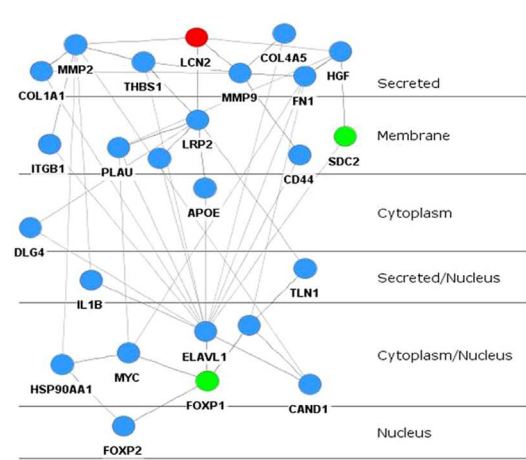 LCN2
COL4A5
MMP2
HGF
COL1A1
THBS1
MMP9
FN1
Secreted
LRP2
Membrane
ITGB1
PLAU
CD44
SDC2
APOE
Cytoplasm
DLG4
IL1B
TLN1
Secreted/Nucleus
ELAVL1
Cytoplasm/Nucleus
HSP90AA1
MYC
FOXP1
CAND1
FOXP2
Nucleus